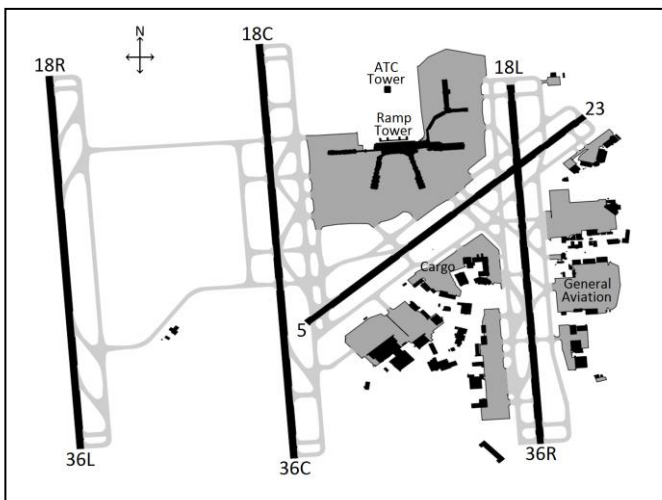 N
18R
18C
ATC
Tower
18L
23
Ramp
Tower
Cargo
General
Aviation
5
36L
36C
36R